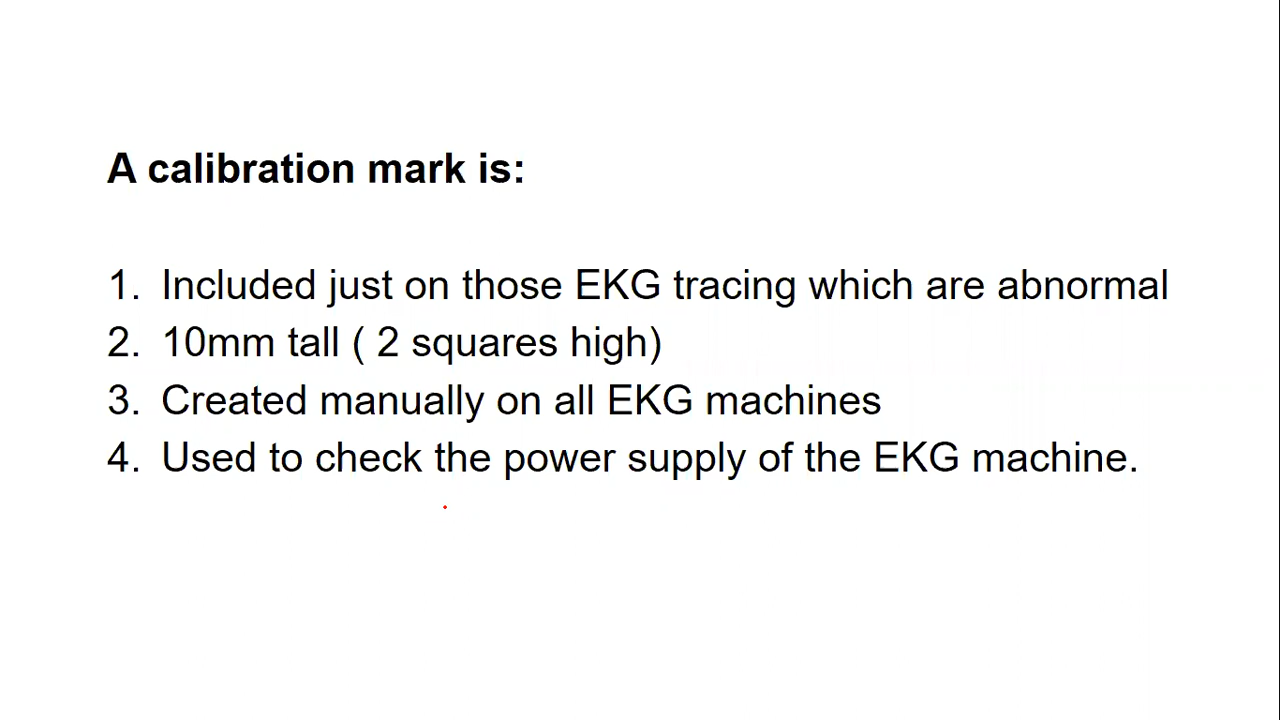 A calibration mark is:
1. Included just on those EKG tracing which are abnormal
2. 10mm tall ( 2 squares high)
3. Created manually on all EKG machines
4. Used to check the power supply of the EKG machine.